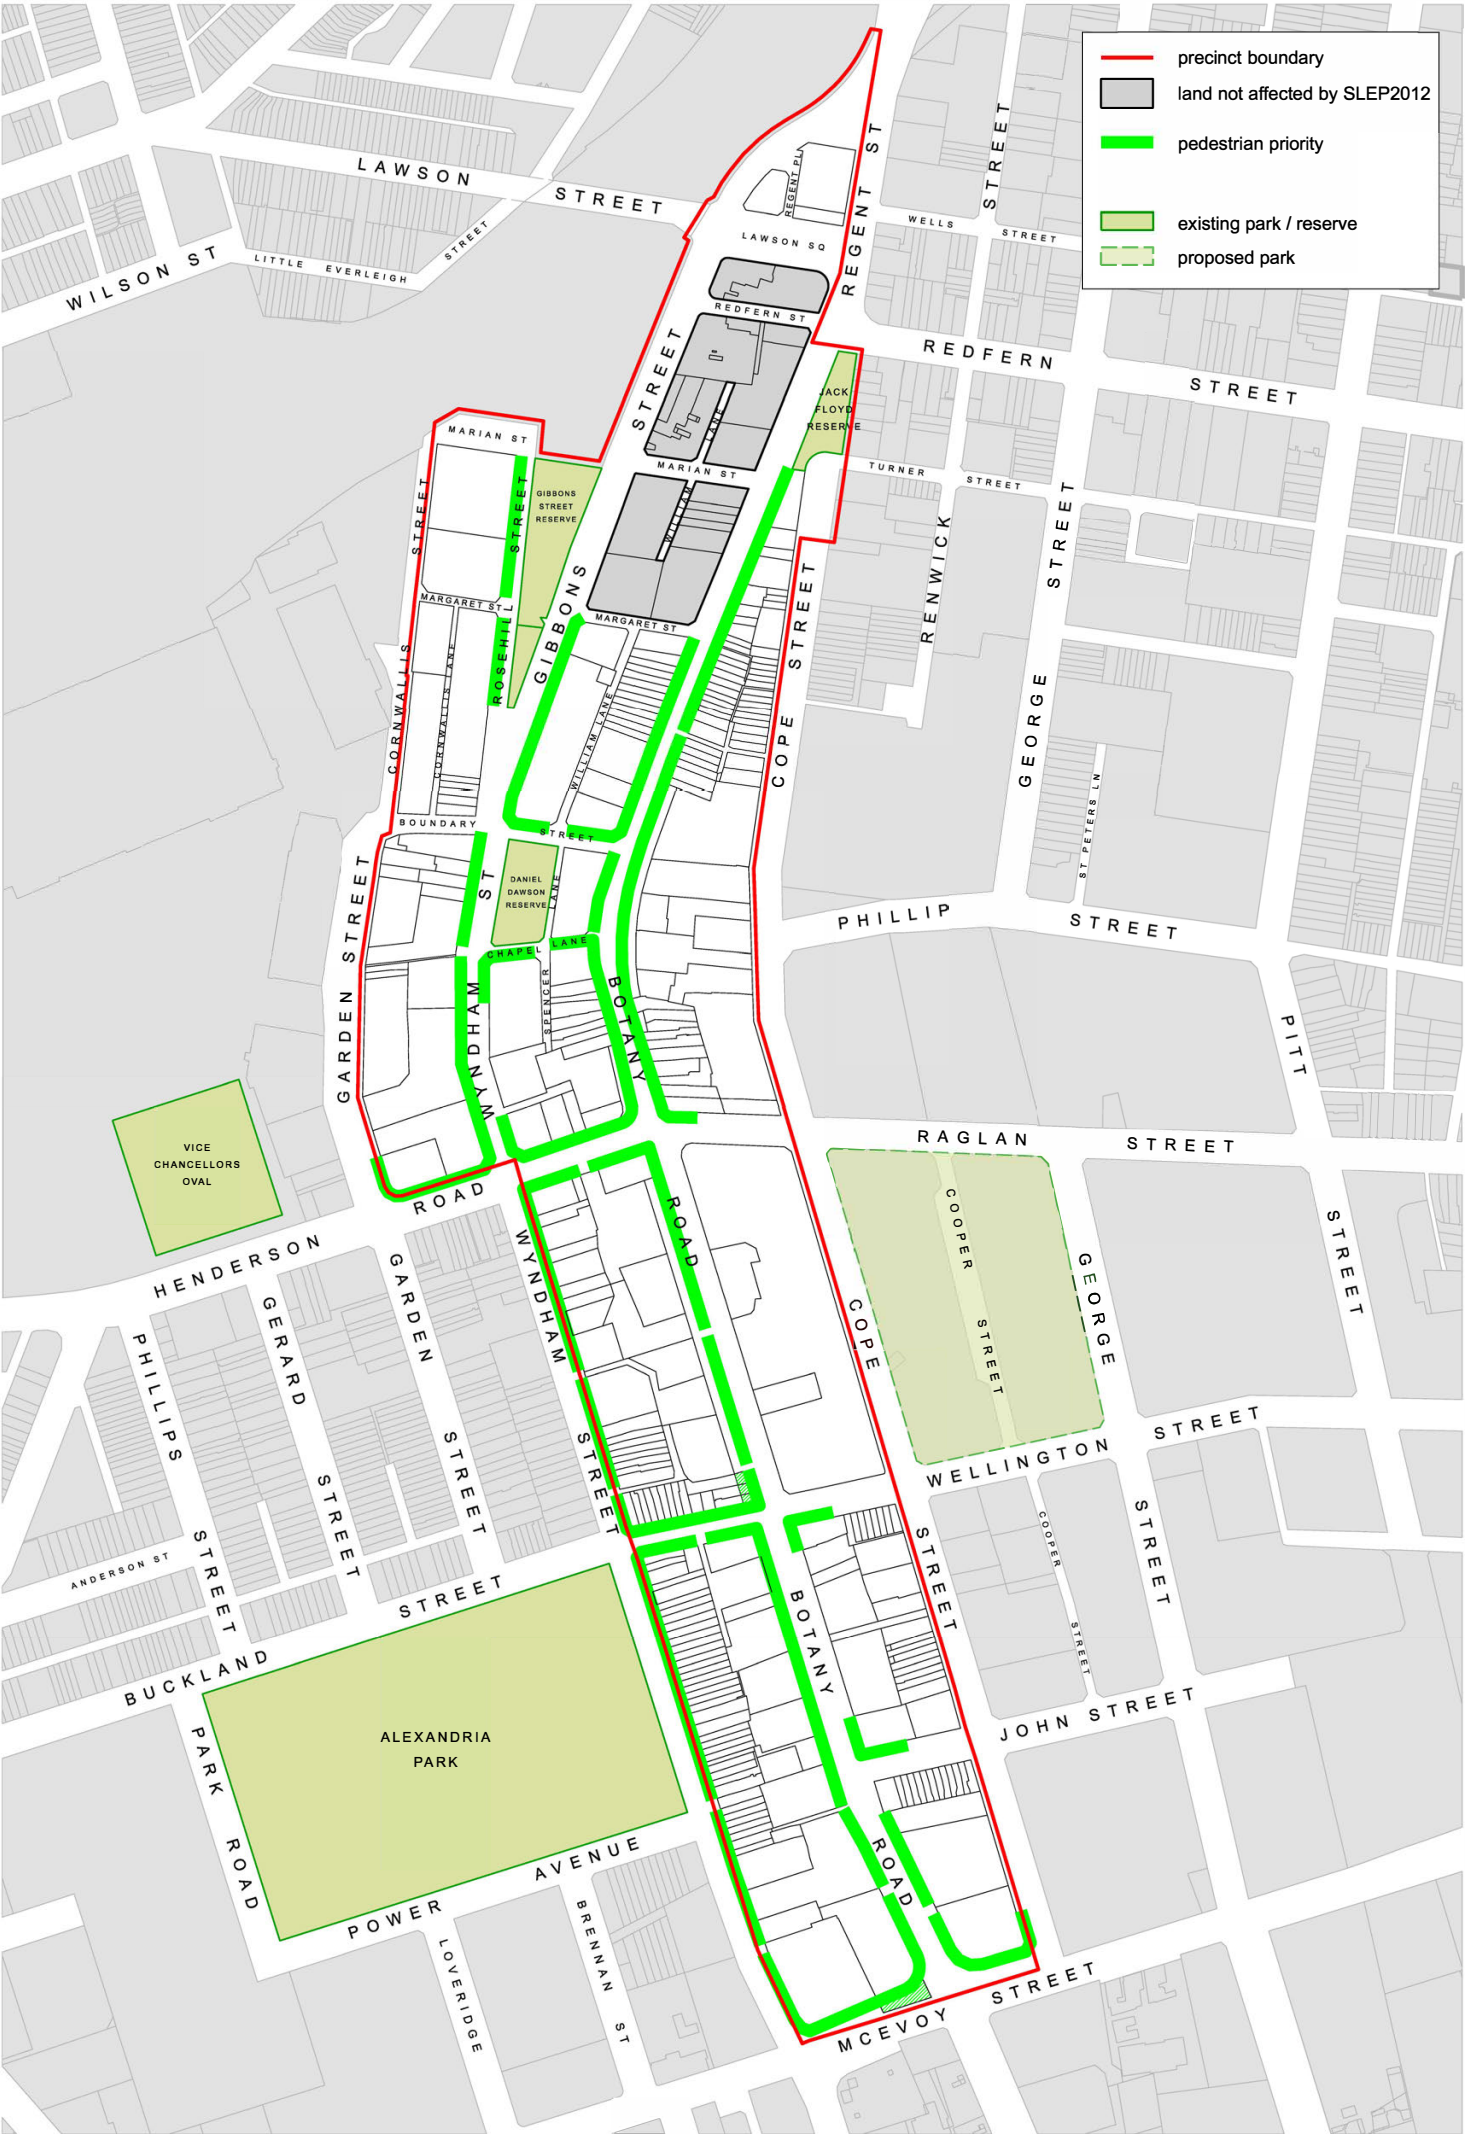 precinct boundary
land not affected by SLEP2012
pedestrian priority
existing park / reserve
proposed park
LAWSON STREET
WILSON ST
LITTLE EVERLEIGH STREET
REGENT PL
REGENT ST
STREET
WELLS STREET
LAWSON SQ
REDFERN ST
REDFERN STREET
JACK
FLOYD
RESERVE
STREET
LANE
MARIAN ST
MARIAN ST
TURNER STREET
GIBBONS
STREET
RESERVE
STREET
STREET
WILLIAM
GIBBONS
MARGARET ST
MARGARET ST
ROSEHILL
CORNWALLIS
CORNWALLIS LANE
WILLIAM LANE
COPE STREET
RENWICK
GEORGE STREET
ST PETERS LN
BOUNDARY STREET
DANIEL
DAWSON
RESERVE
LANE
ST
GARDEN STREET
CHAPEL LANE
SPENCER
WYNDHAM
BOTANY
PHILLIP STREET
PITT
STREET
VICE
CHANCELLORS
OVAL
RAGLAN STREET
HENDERSON ROAD
ROAD
COOPER
STREET
GEORGE
COPE
WYNDHAM
STREET
GARDEN
STREET
GERARD
STREET
PHILLIPS
STREET
WELLINGTON STREET
COOPER
STREET
STREET
STREET
ANDERSON ST
BUCKLAND STREET
BOTANY
ROAD
JOHN STREET
ALEXANDRIA
PARK
PARK ROAD
POWER AVENUE
LOVERIDGE
BRENNAN ST
MCEVOY STREET